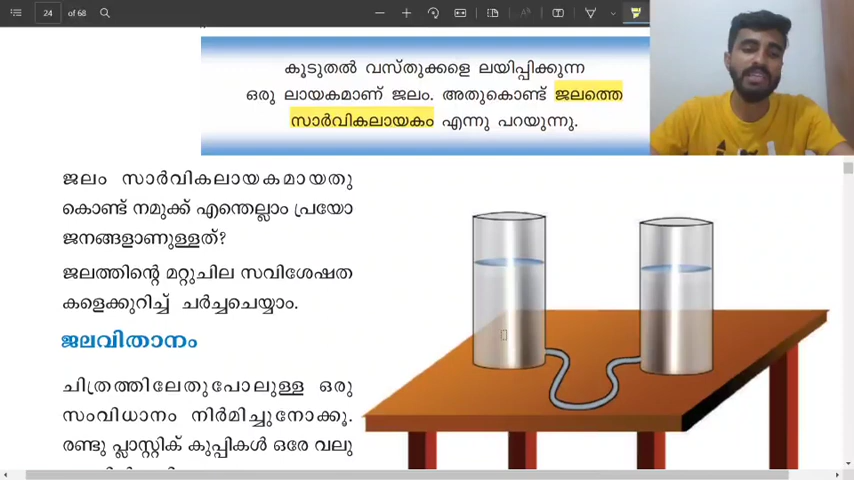 24 of 68
കൂടുതൽ വസ്തുക്കളെ ലയിപ്പിക്കുന്ന
ഒരു ലായകമാണ് ജലം. അതുകൊണ്ട് ജലത്തെ
സാർവികലായകം എന്നു പറയുന്നു.
ജലം സാർവികലായകമായതു
കൊണ്ട് നമുക്ക് എന്തെല്ലാം പ്രയോ
ജനങ്ങളാണുള്ളത്?
ജലത്തിന്റെ മറ്റുചില സവിശേഷത
കളെക്കുറിച്ച് ചർച്ചചെയ്യാം.
ജലവിതാനം
ചിത്രത്തിലേതുപോലുള്ള ഒരു
സംവിധാനം നിർമിച്ചുനോക്കൂ.
രണ്ടു പ്ലാസ്റ്റിക് കുപ്പികൾ ഒരേ വലു